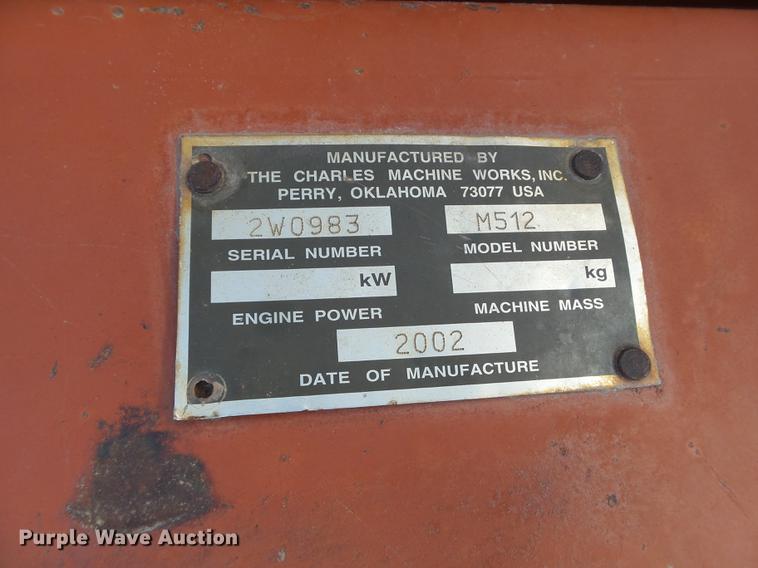 MANUFACTURED BY
THE CHARLES MACHINE WORKS, INC.
PERRY, OKLAHOMA 73077 USA
2W0983 M512
SERIAL NUMBER MODEL NUMBER
kW kg
ENGINE POWER MACHINE MASS
2002
DATE OF MANUFACTURE
Purple Wave Auction®